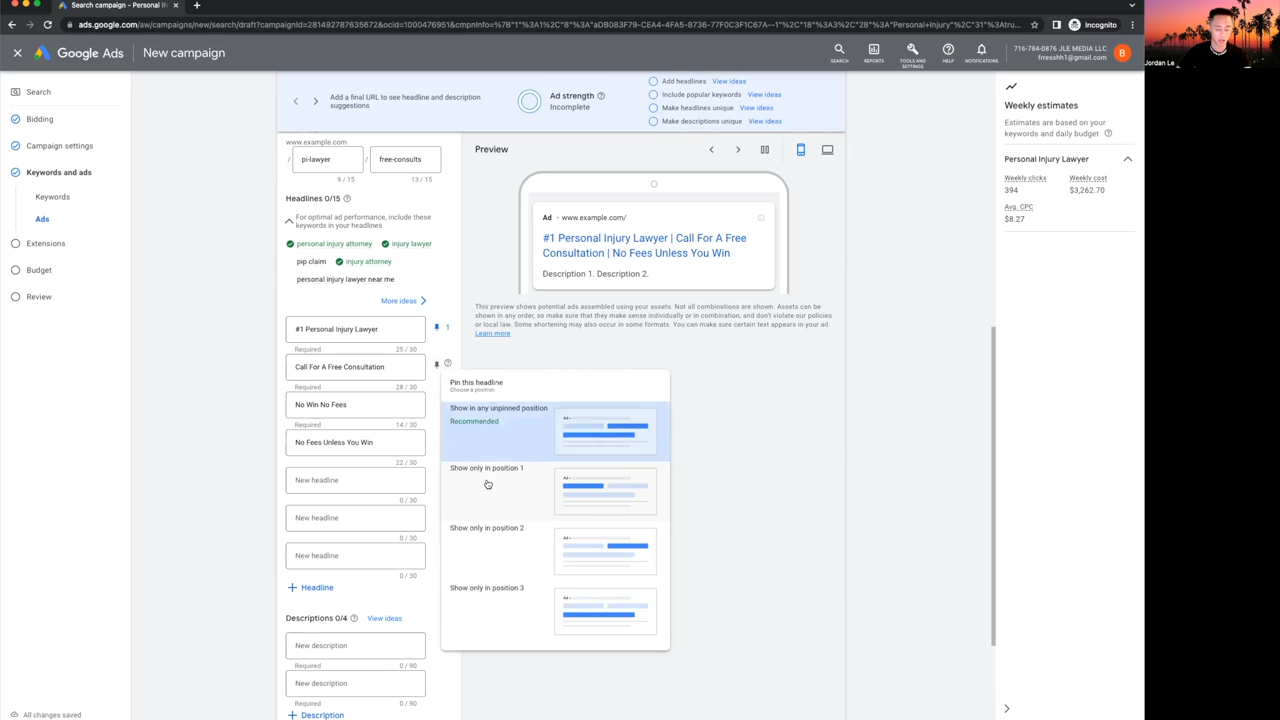 Search campaign - Personal IN
ads.google.com/aw/campaigns/new/search/draft?campaignId=281492787635672&ocid=1000476951&cmpnInfo=%7B"1"%3A1%2C"8"%3A"aDB083F79-CEA4-4FA5-8736-77F0C3F1C67A--1"%2C"18"%3A%3%2C"28"%3A"Personal+Injury"%2C"31"%3Atru...
Incognito
Google Ads
New campaign
SEARCH
REPORTS
TOOLS AND SETTINGS
HELP
NOTIFICATIONS
716-784-0876 JLE MEDIA LLC
frresshh1@gmail.com
B
Jordan Le
Search
Bidding
Campaign settings
Keywords and ads
Keywords
Ads
Extensions
Budget
Review
All changes saved
Add a final URL to see headline and description
suggestions
Ad strength
Incomplete
Add headlines View ideas
Include popular keywords View ideas
Make headlines unique View ideas
Make descriptions unique View ideas
www.example.com
/ pi-lawyer / free-consults
9 / 15 13 / 15
Headlines 0/15
For optimal ad performance, include these
keywords in your headlines
personal injury attorney injury lawyer
pip claim injury attorney
personal injury lawyer near me
More ideas
#1 Personal Injury Lawyer 1
Required 25 / 30
Call For A Free Consultation
Required 28 / 30
No Win No Fees
Required 14 / 30
No Fees Unless You Win
22 / 30
New headline
0 / 30
New headline
0 / 30
New headline
0 / 30
+ Headline
Descriptions 0/4 View ideas
New description
Required 0 / 90
New description
Required 0 / 90
+ Description
Preview
Ad · www.example.com/
#1 Personal Injury Lawyer | Call For A Free
Consultation | No Fees Unless You Win
Description 1. Description 2.
This preview shows potential ads assembled using your assets. Not all combinations are shown. Assets can be
shown in any order, so make sure that they make sense individually or in combination, and don't violate our policies
or local law. Some shortening may also occur in some formats. You can make sure certain text appears in your ad.
Learn more
Pin this headline
Choose a position
Show in any unpinned position
Recommended
Show only in position 1
Show only in position 2
Show only in position 3
Ad
Ad
Ad
Ad
Weekly estimates
Estimates are based on your
keywords and daily budget
Personal Injury Lawyer
Weekly clicks Weekly cost
394 $3,262.70
Avg. CPC
$8.27